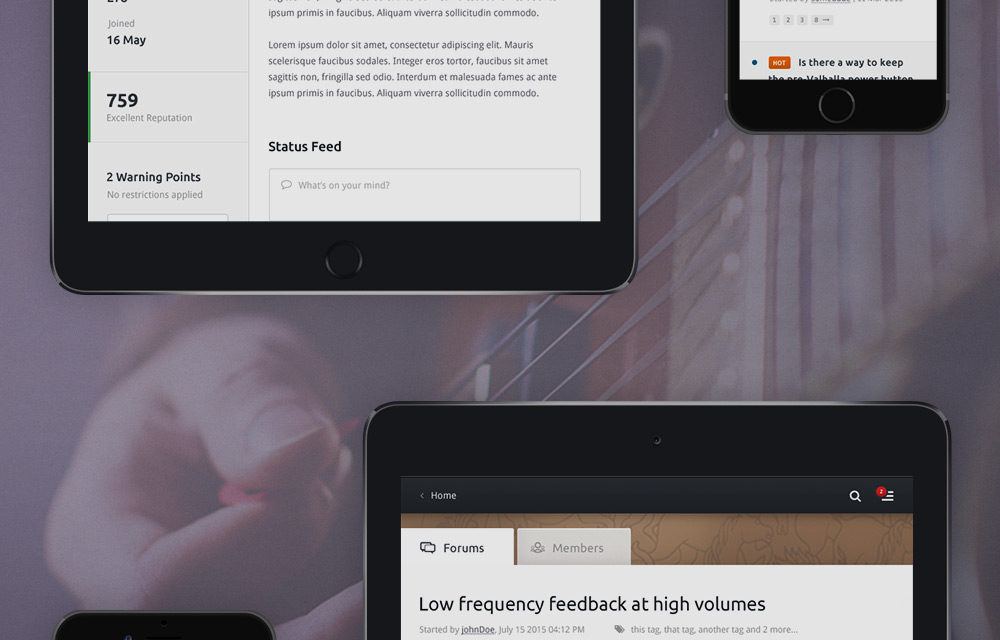 Joined
16 May
759
Excellent Reputation
2 Warning Points
No restrictions applied
ipsum primis in faucibus. Aliquam viverra sollicitudin commodo.
Lorem ipsum dolor sit amet, consectetur adipiscing elit. Mauris
scelerisque faucibus sodales. Integer eros tortor, faucibus sit amet
sagittis non, fringilla sed odio. Interdum et malesuada fames ac ante
ipsum primis in faucibus. Aliquam viverra sollicitudin commodo.
Status Feed
What's on your mind?
1 2 3 8 →
HOT Is there a way to keep
the pre-Valhalla power button
Home
2
Forums
Members
Low frequency feedback at high volumes
Started by johnDoe, July 15 2015 04:12 PM
this tag, that tag, another tag and 2 more...